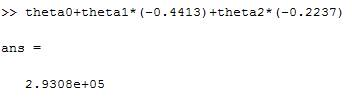 >> theta0+theta1*(-0.4413)+theta2*(-0.2237)
ans =
2.9308e+05